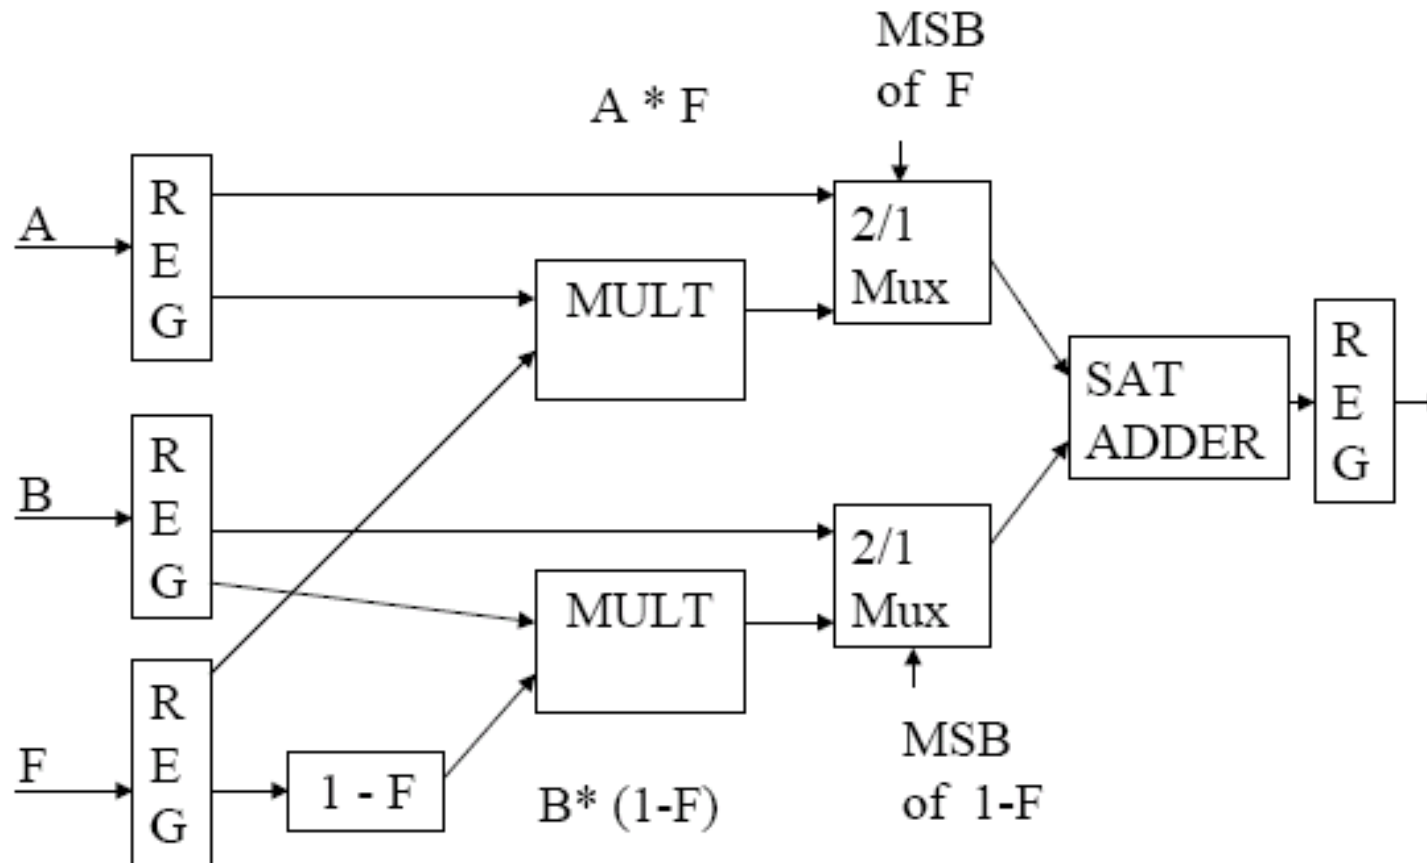 MSB
of F
A * F
A
R
E
G
2/1
Mux
MULT
B
R
E
G
SAT
ADDER
R
E
G
2/1
Mux
MULT
F
R
E
G
1 - F
B* (1-F)
MSB
of 1-F